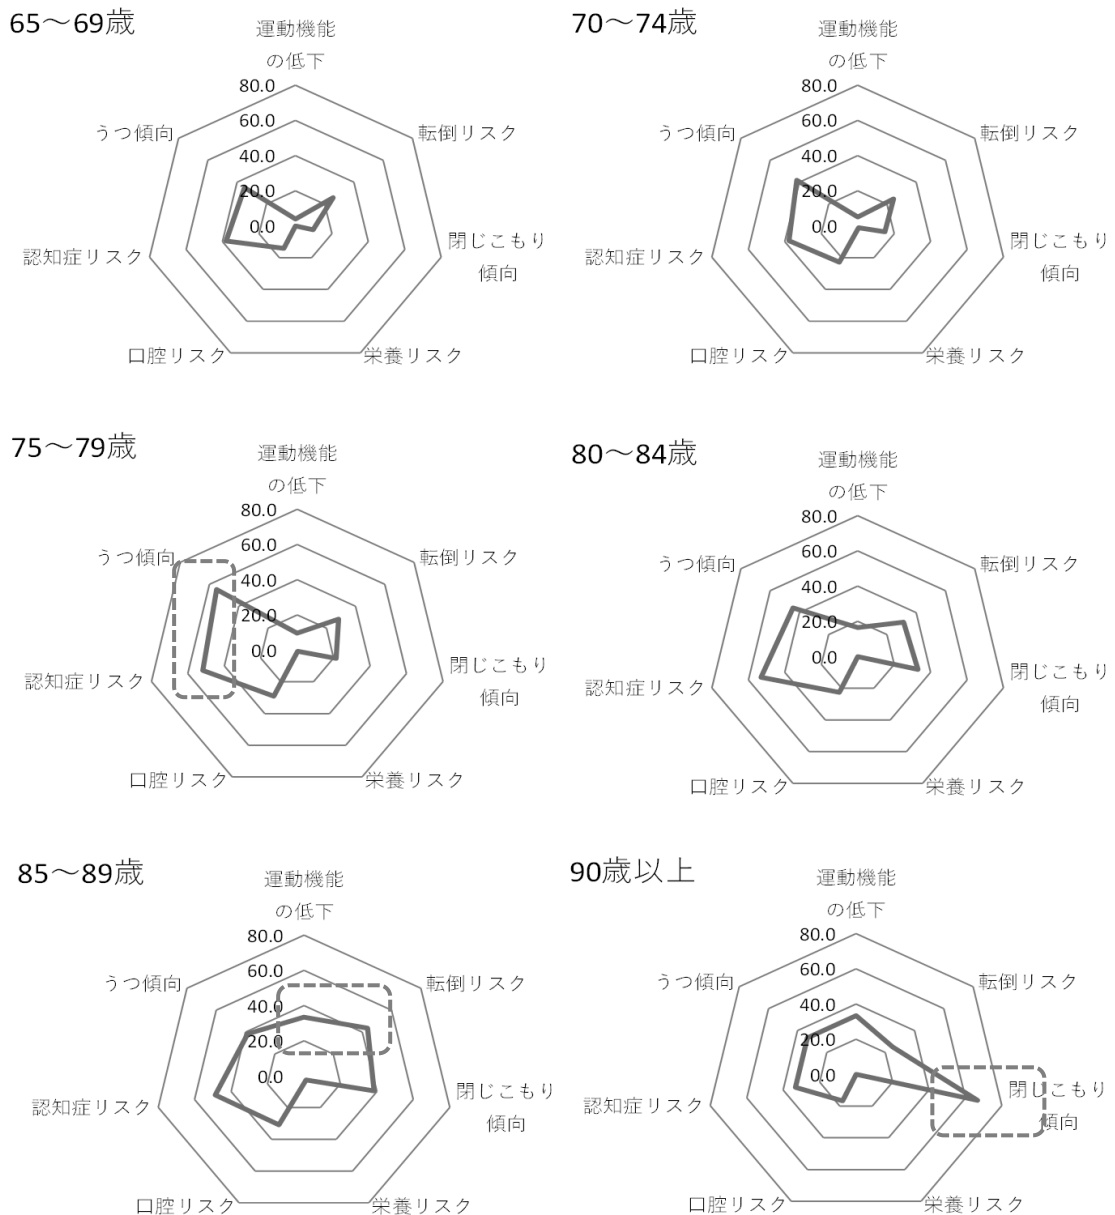 65～69歳
運動機能
の低下
80.0
60.0
40.0
20.0
0.0
うつ傾向
転倒リスク
認知症リスク
閉じこもり
傾向
口腔リスク
栄養リスク
70～74歳
運動機能
の低下
80.0
60.0
40.0
20.0
0.0
うつ傾向
転倒リスク
認知症リスク
閉じこもり
傾向
口腔リスク
栄養リスク
75～79歳
運動機能
の低下
80.0
60.0
40.0
20.0
0.0
うつ傾向
転倒リスク
認知症リスク
閉じこもり
傾向
口腔リスク
栄養リスク
80～84歳
運動機能
の低下
80.0
60.0
40.0
20.0
0.0
うつ傾向
転倒リスク
認知症リスク
閉じこもり
傾向
口腔リスク
栄養リスク
85～89歳
運動機能
の低下
80.0
60.0
40.0
20.0
0.0
うつ傾向
転倒リスク
認知症リスク
閉じこもり
傾向
口腔リスク
栄養リスク
90歳以上
運動機能
の低下
80.0
60.0
40.0
20.0
0.0
うつ傾向
転倒リスク
認知症リスク
閉じこもり
傾向
口腔リスク
栄養リスク